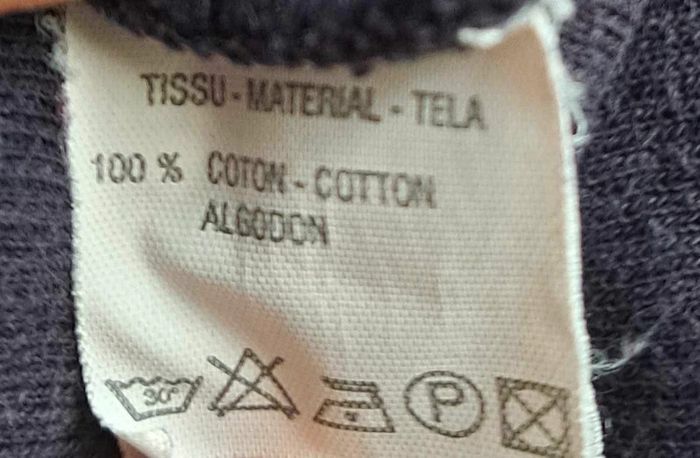 TISSU - MATERIAL - TELA
100 % COTON - COTTON
ALGODON
30° P